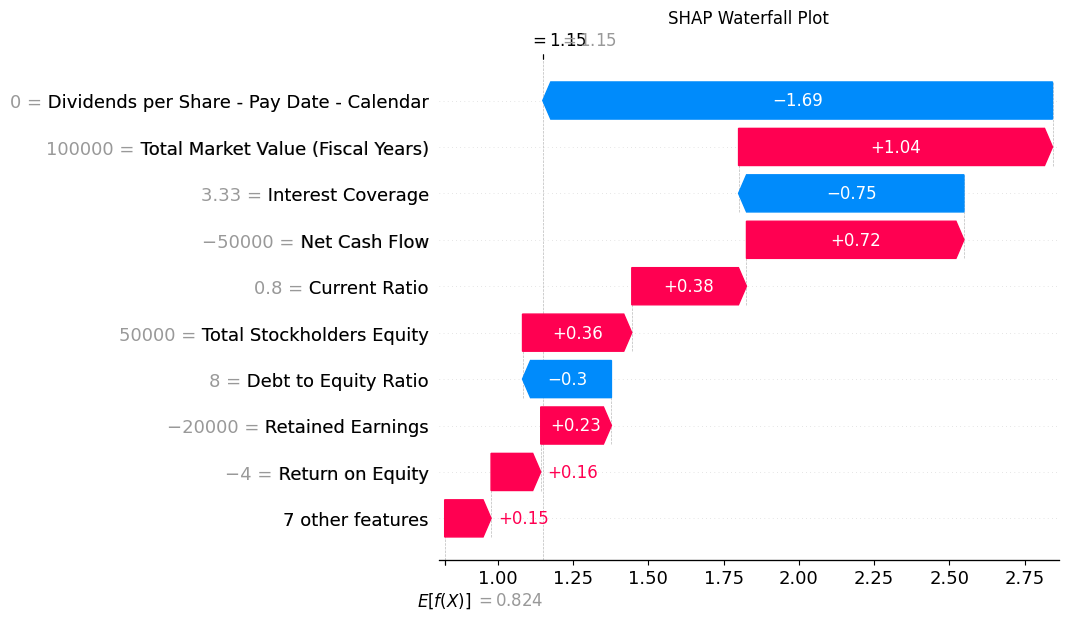 SHAP Waterfall Plot
= 1.15 = 1.15
0 = Dividends per Share - Pay Date - Calendar −1.69
100000 = Total Market Value (Fiscal Years) +1.04
3.33 = Interest Coverage −0.75
−50000 = Net Cash Flow +0.72
0.8 = Current Ratio +0.38
50000 = Total Stockholders Equity +0.36
8 = Debt to Equity Ratio −0.3
−20000 = Retained Earnings +0.23
−4 = Return on Equity +0.16
7 other features +0.15
1.00 1.25 1.50 1.75 2.00 2.25 2.50 2.75
E[f(X)] = 0.824